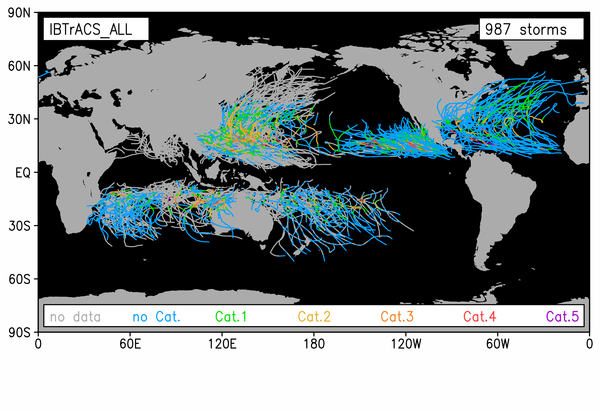 90N
IBTrACS_ALL
987 storms
60N
30N
EQ
30S
60S
no data no Cat. Cat.1 Cat.2 Cat.3 Cat.4 Cat.5
90S
0 60E 120E 180 120W 60W 0